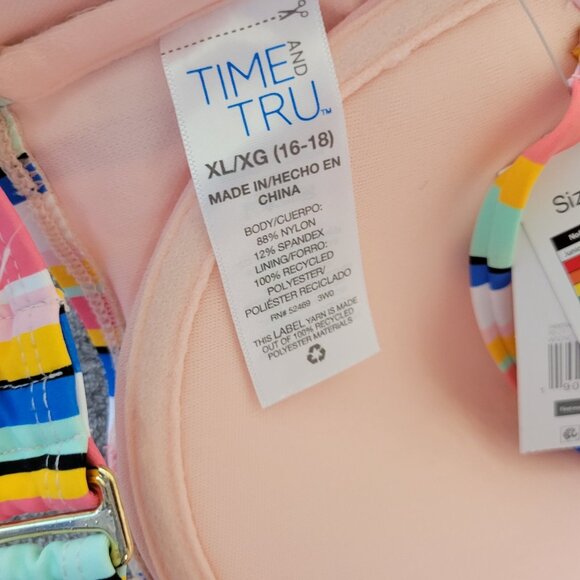 TIME AND
TRU™
XL/XG (16-18)
MADE IN/HECHO EN
CHINA
BODY/CUERPO:
88% NYLON
12% SPANDEX
LINING/FORRO:
100% RECYCLED
POLYESTER/
POLIÉSTER RECICLADO
RN# 52469 3W0
THIS LABEL YARN IS MADE
OUT OF 100% RECYCLED
POLYESTER MATERIALS
Siz